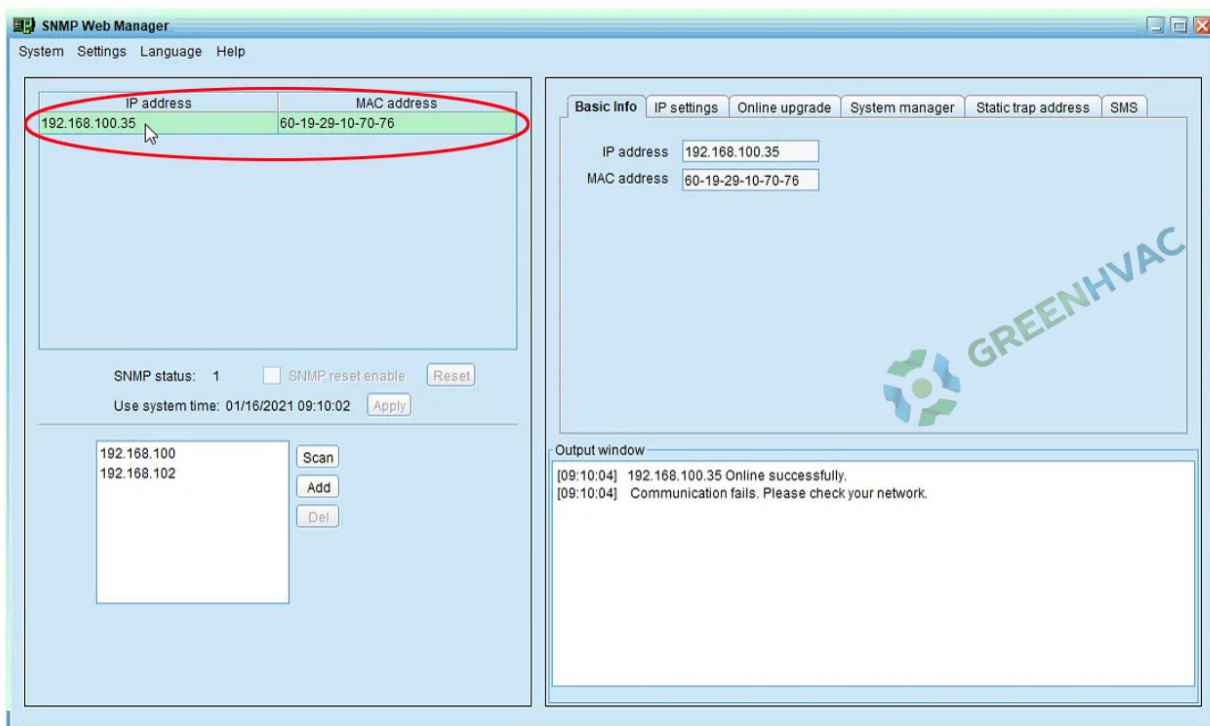 SNMP Web Manager
System Settings Language Help
IP address MAC address
192.168.100.35 60-19-29-10-70-76
SNMP status: 1 SNMP reset enable Reset
Use system time: 01/16/2021 09:10:02 Apply
192.168.100
192.168.102
Scan
Add
Del
Basic Info IP settings Online upgrade System manager Static trap address SMS
IP address 192.168.100.35
MAC address 60-19-29-10-70-76
GREENHVAC
Output window
[09:10:04] 192.168.100.35 Online successfully.
[09:10:04] Communication fails. Please check your network.